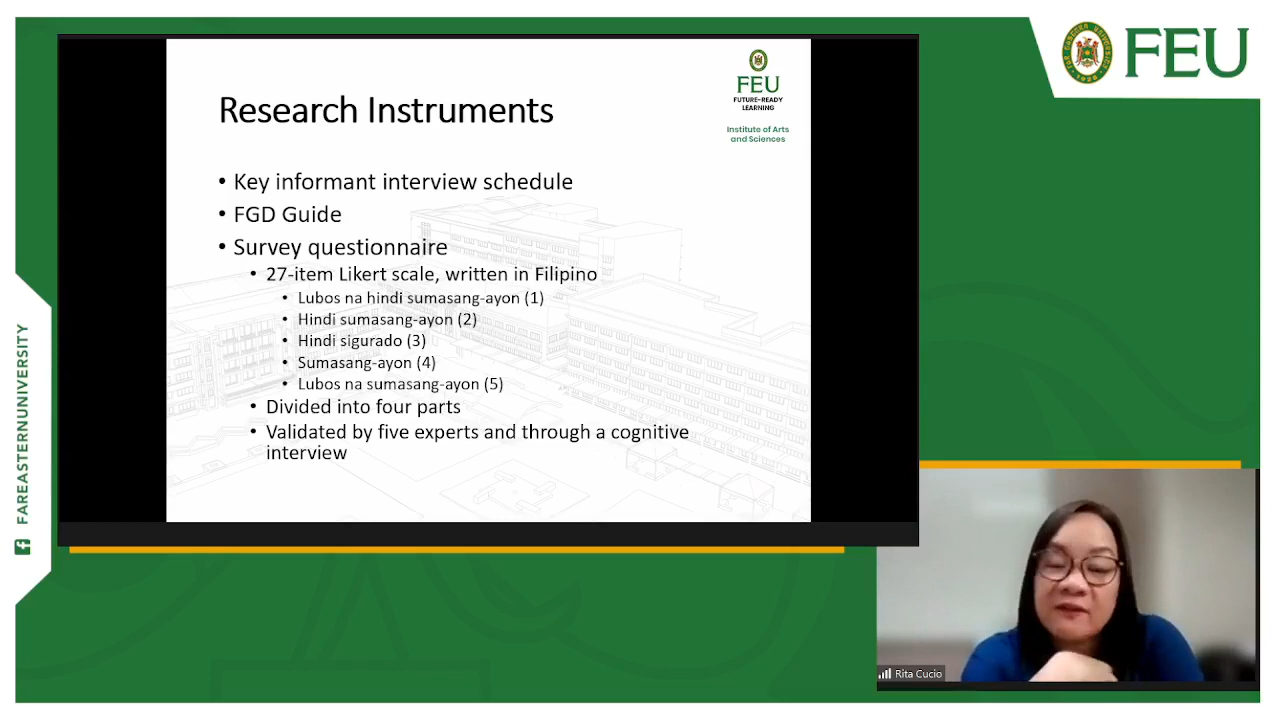 FEU
FEU
FUTURE-READY
LEARNING
Institute of Arts
and Sciences
Research Instruments
• Key informant interview schedule
• FGD Guide
• Survey questionnaire
• 27-item Likert scale, written in Filipino
• Lubos na hindi sumasang-ayon (1)
• Hindi sumasang-ayon (2)
• Hindi sigurado (3)
• Sumasang-ayon (4)
• Lubos na sumasang-ayon (5)
• Divided into four parts
• Validated by five experts and through a cognitive
interview
FAREASTERNUNIVERSITY
Rita Cucio